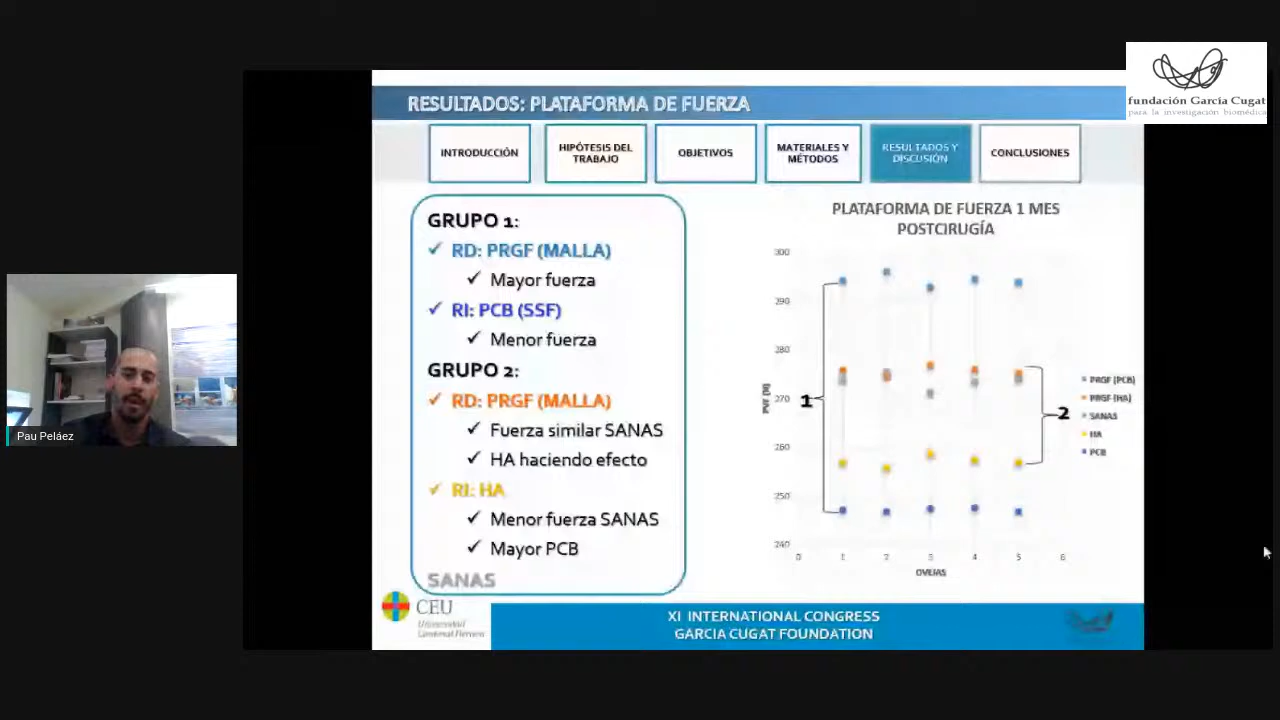 fundación García Cugat
para la investigación biomédica
RESULTADOS: PLATAFORMA DE FUERZA
INTRODUCCIÓN
HIPÓTESIS DEL
TRABAJO
OBJETIVOS
MATERIALES Y
MÉTODOS
RESULTADOS Y
DISCUSIÓN
CONCLUSIONES
GRUPO 1:
✓ RD: PRGF (MALLA)
✓ Mayor fuerza
✓ RI: PCB (SSF)
✓ Menor fuerza
GRUPO 2:
✓ RD: PRGF (MALLA)
✓ Fuerza similar SANAS
✓ HA haciendo efecto
✓ RI: HA
✓ Menor fuerza SANAS
✓ Mayor PCB
SANAS
PLATAFORMA DE FUERZA 1 MES
POSTCIRUGÍA
300
290
280
270
260
250
240
PVF (N)
0 1 2 3 4 5 6
OVEJAS
1
2
PRGF (PCB)
PRGF (HA)
SANAS
HA
PCB
Pau Peláez
CEU
Universidad
Cardenal Herrera
XI INTERNATIONAL CONGRESS
GARCIA CUGAT FOUNDATION